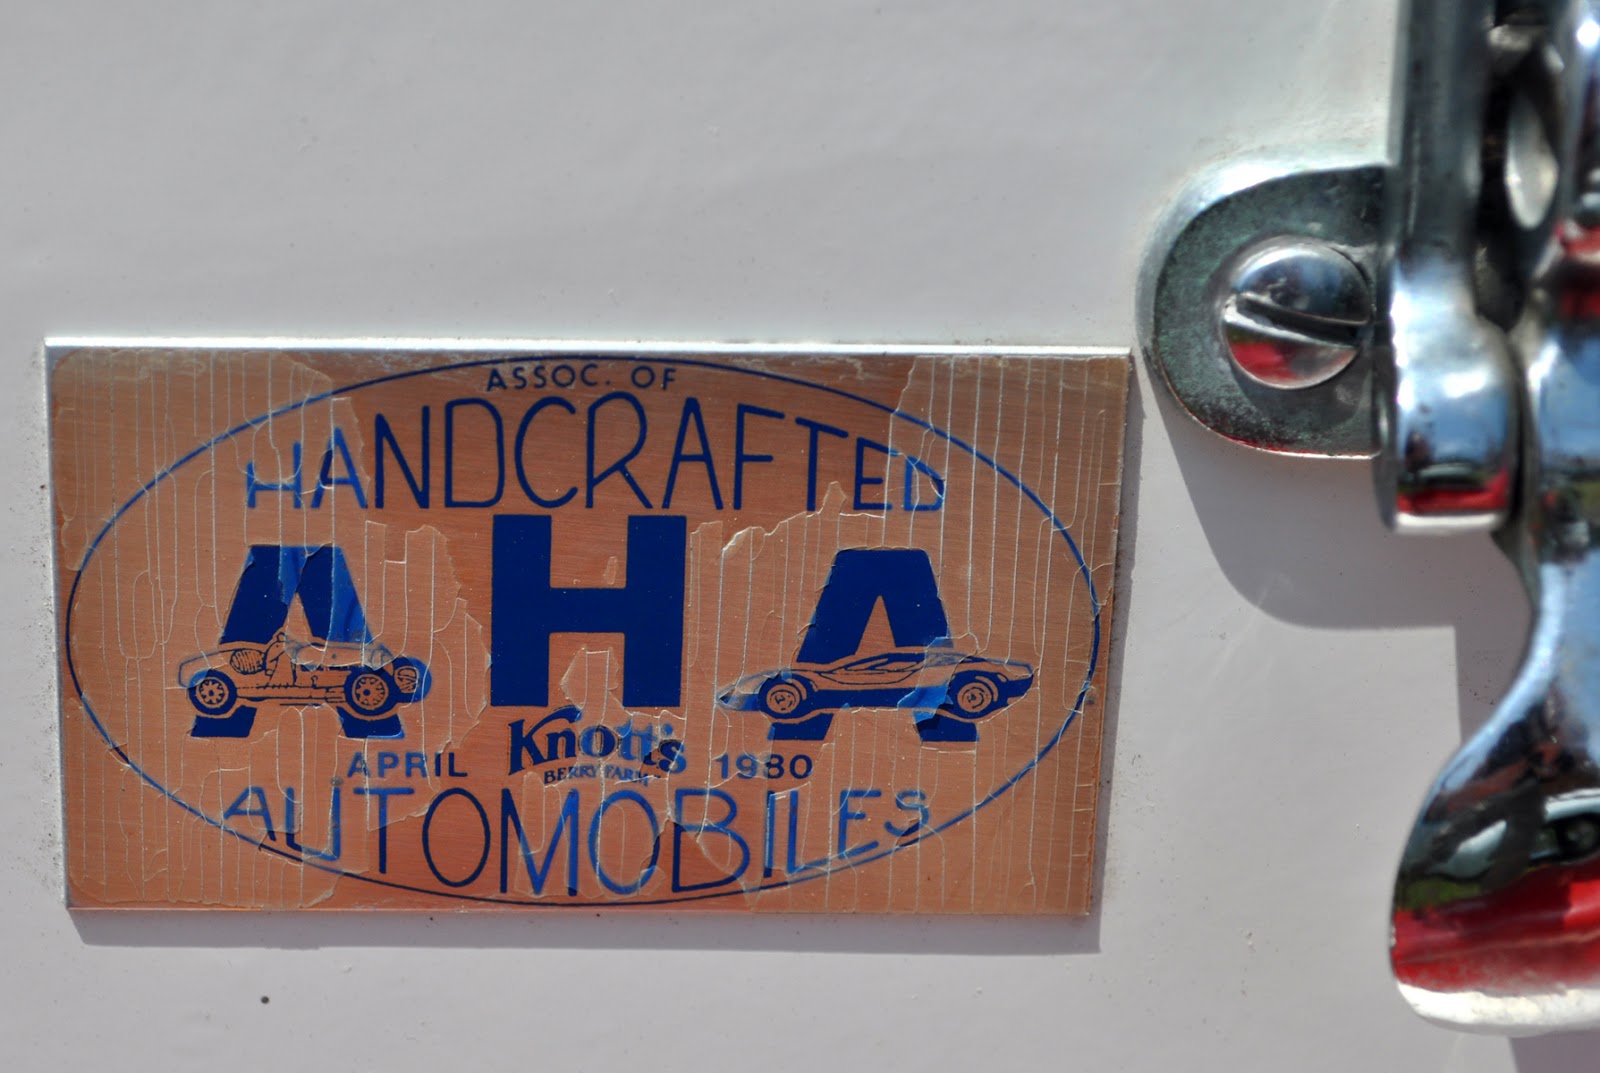 ASSOC. OF
HANDCRAFTED
AHA
Knott's
BERRY FARM
APRIL 1980
AUTOMOBILES